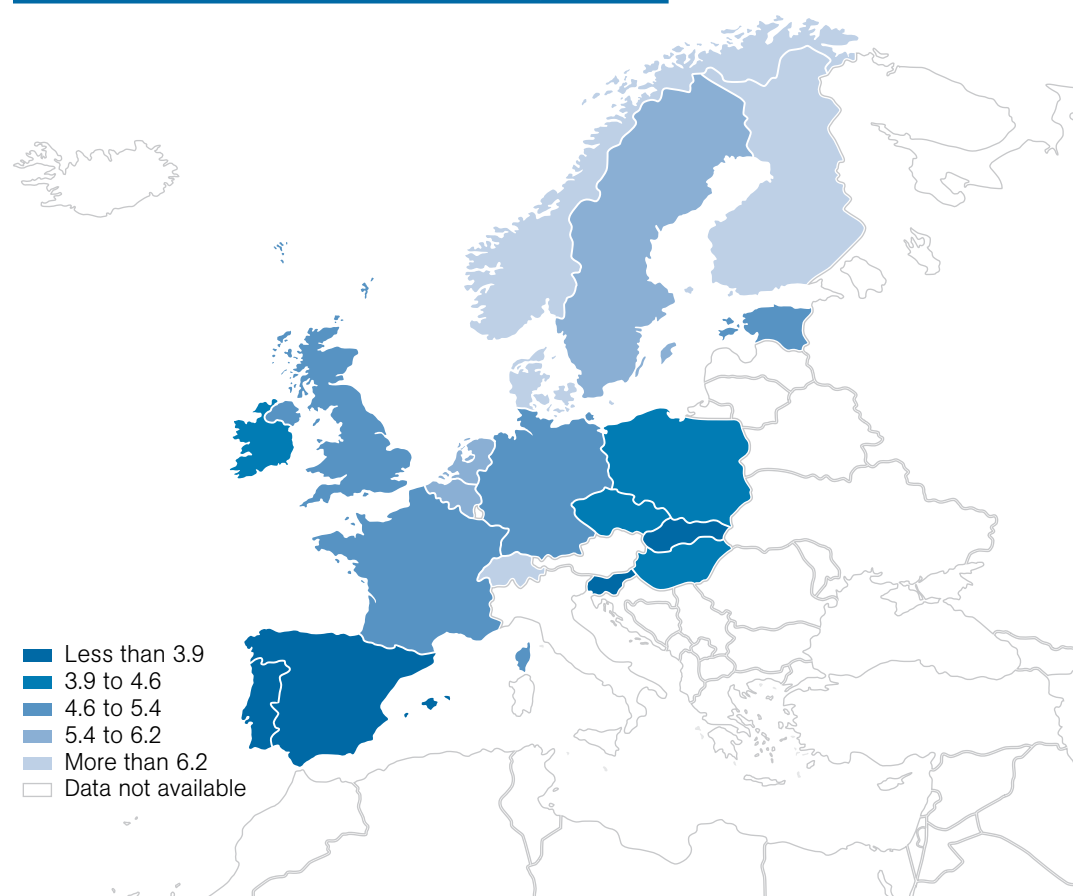 Less than 3.9
3.9 to 4.6
4.6 to 5.4
5.4 to 6.2
More than 6.2
Data not available